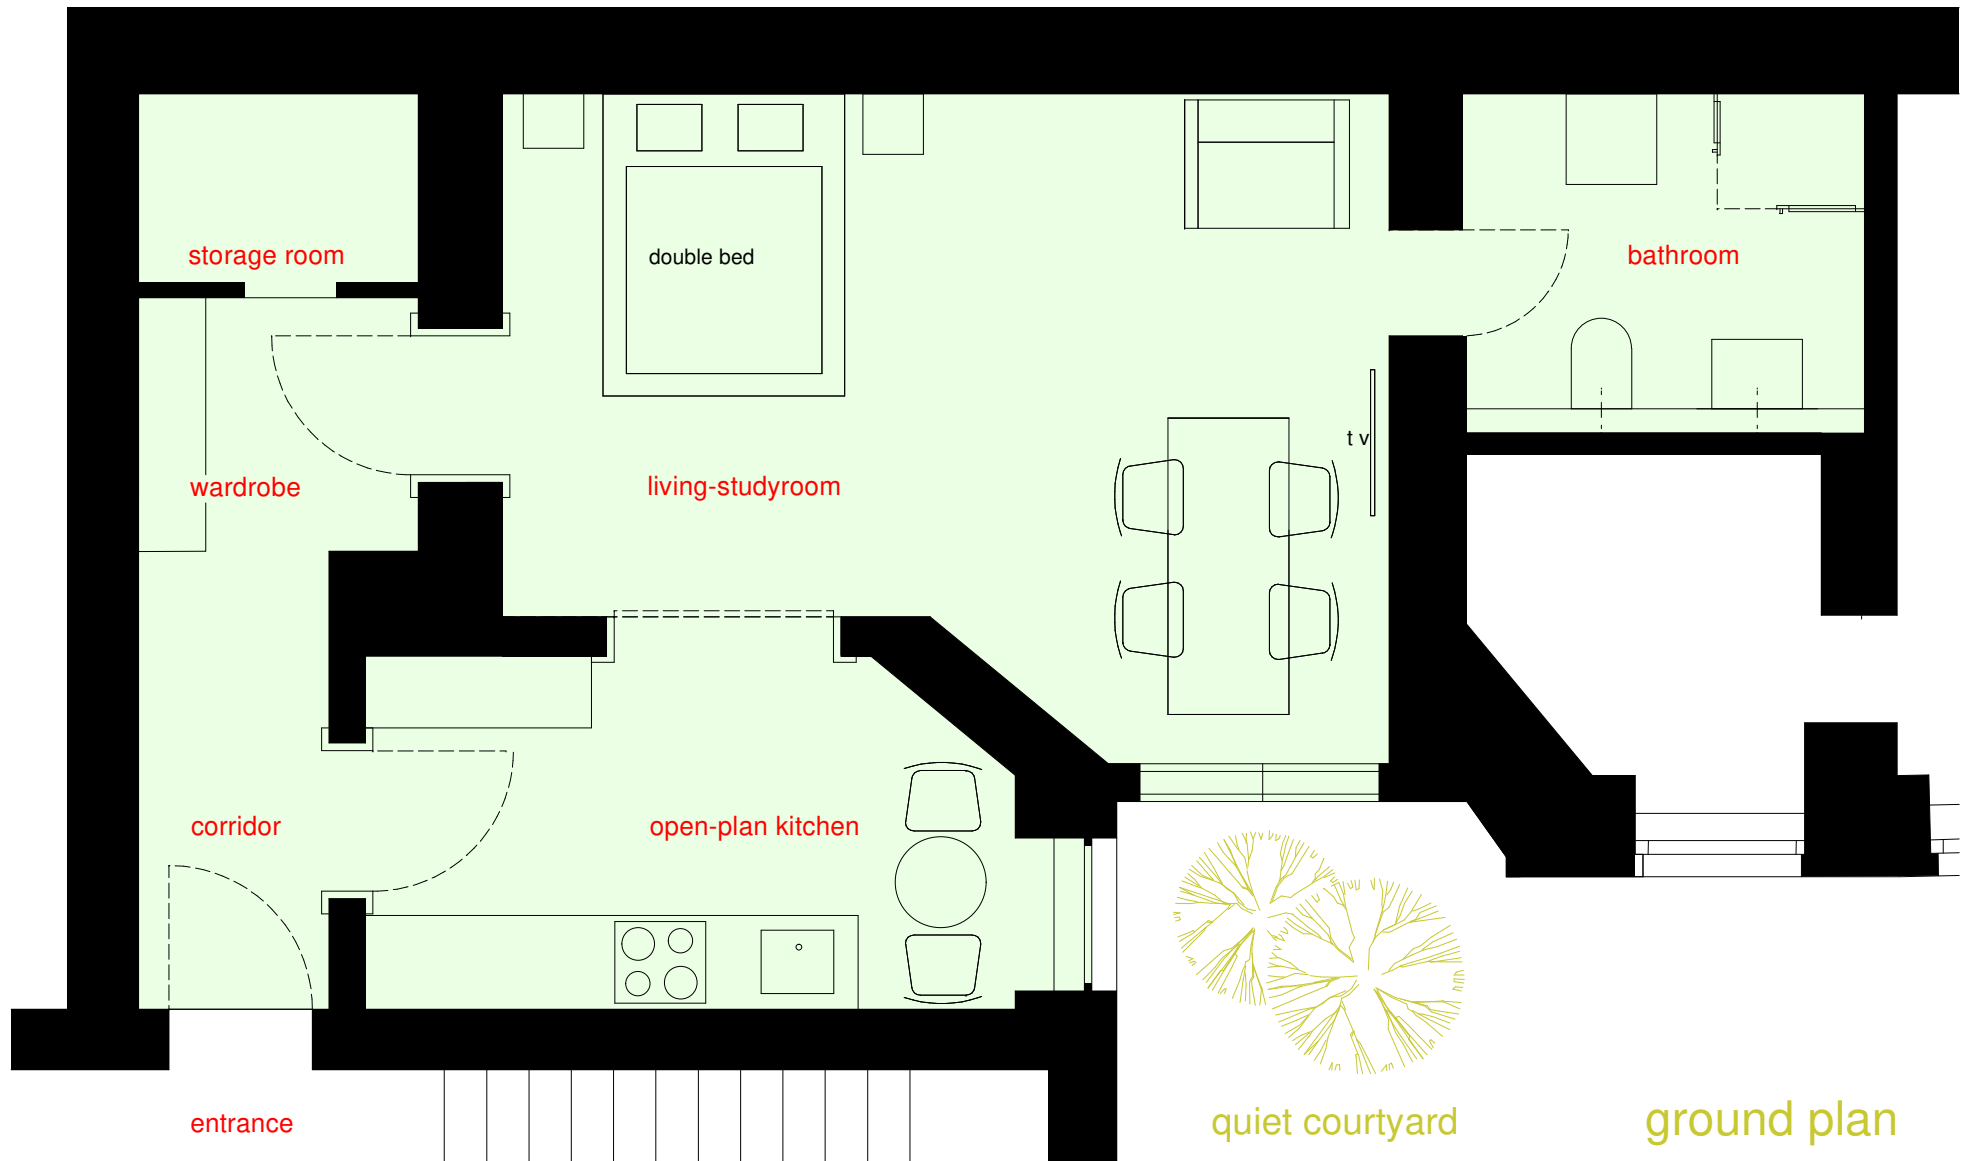 storage room
double bed
bathroom
t v
wardrobe
living-studyroom
corridor
open-plan kitchen
entrance
quiet courtyard
ground plan